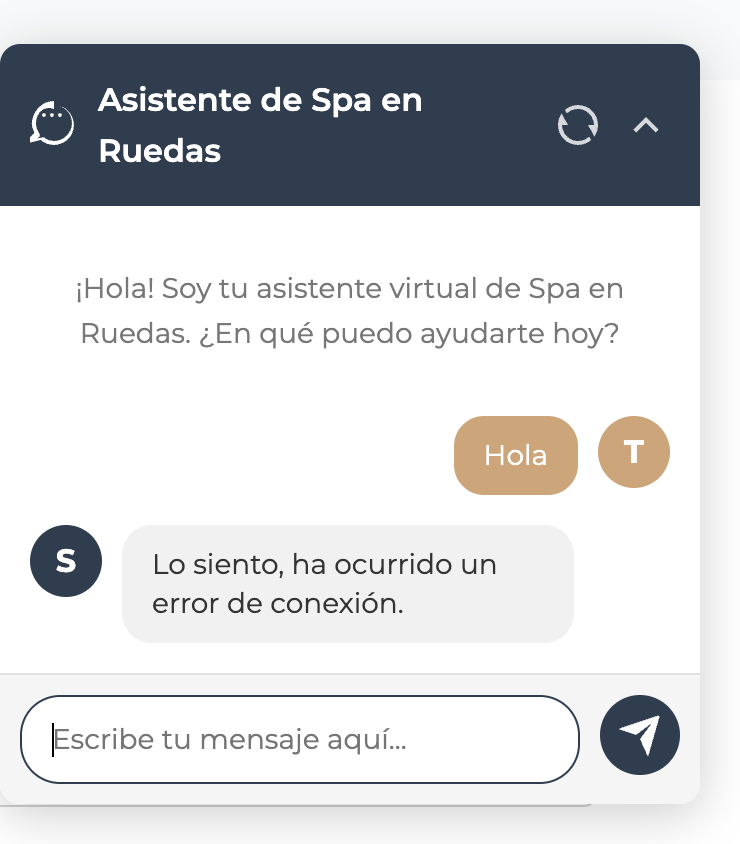 Asistente de Spa en
Ruedas
¡Hola! Soy tu asistente virtual de Spa en
Ruedas. ¿En qué puedo ayudarte hoy?
Hola
T
S
Lo siento, ha ocurrido un
error de conexión.
Escribe tu mensaje aquí...